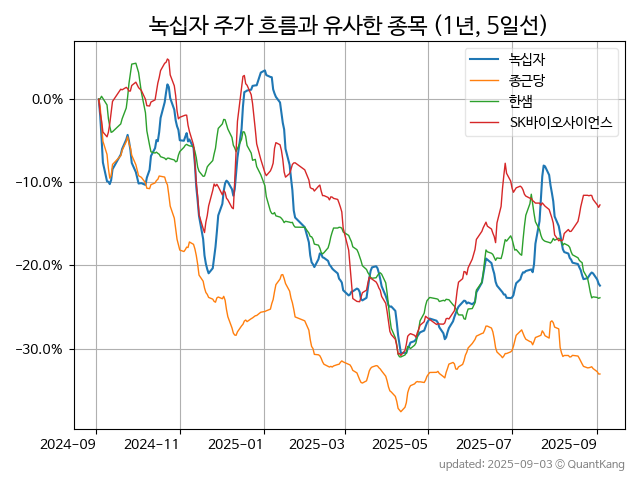 녹십자 주가 흐름과 유사한 종목 (1년, 5일선)
녹십자
종근당
한샘
SK바이오사이언스
0.0%
−10.0%
−20.0%
−30.0%
2024-09 2024-11 2025-01 2025-03 2025-05 2025-07 2025-09
updated: 2025-09-03 © QuantKang